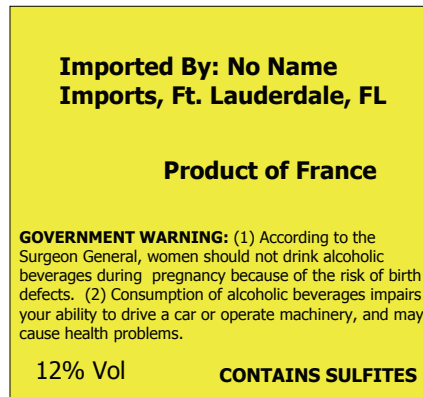 Imported By: No Name
Imports, Ft. Lauderdale, FL
Product of France
GOVERNMENT WARNING: (1) According to the
Surgeon General, women should not drink alcoholic
beverages during  pregnancy because of the risk of birth
defects.  (2) Consumption of alcoholic beverages impairs
your ability to drive a car or operate machinery, and may
cause health problems.
12% Vol
CONTAINS SULFITES